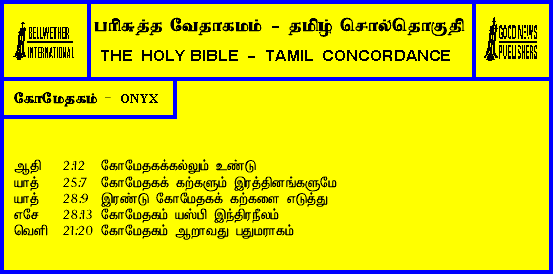 BELLWETHER
INTERNATIONAL
பரிசுத்த வேதாகமம் - தமிழ் சொல்தொகுதி
THE HOLY BIBLE - TAMIL CONCORDANCE
GOOD NEWS
PUBLISHERS
கோமேதகம் - ONYX
ஆதி 2:12 கோமேதகக்கல்லும் உண்டு
யாத் 25:7 கோமேதகக் கற்களும் இரத்தினங்களுமே
யாத் 28:9 இரண்டு கோமேதகக் கற்களை எடுத்து
எசே 28:13 கோமேதகம் யஸ்பி இந்திரநீலம்
வெளி 21:20 கோமேதகம் ஆறாவது பதுமராகம்